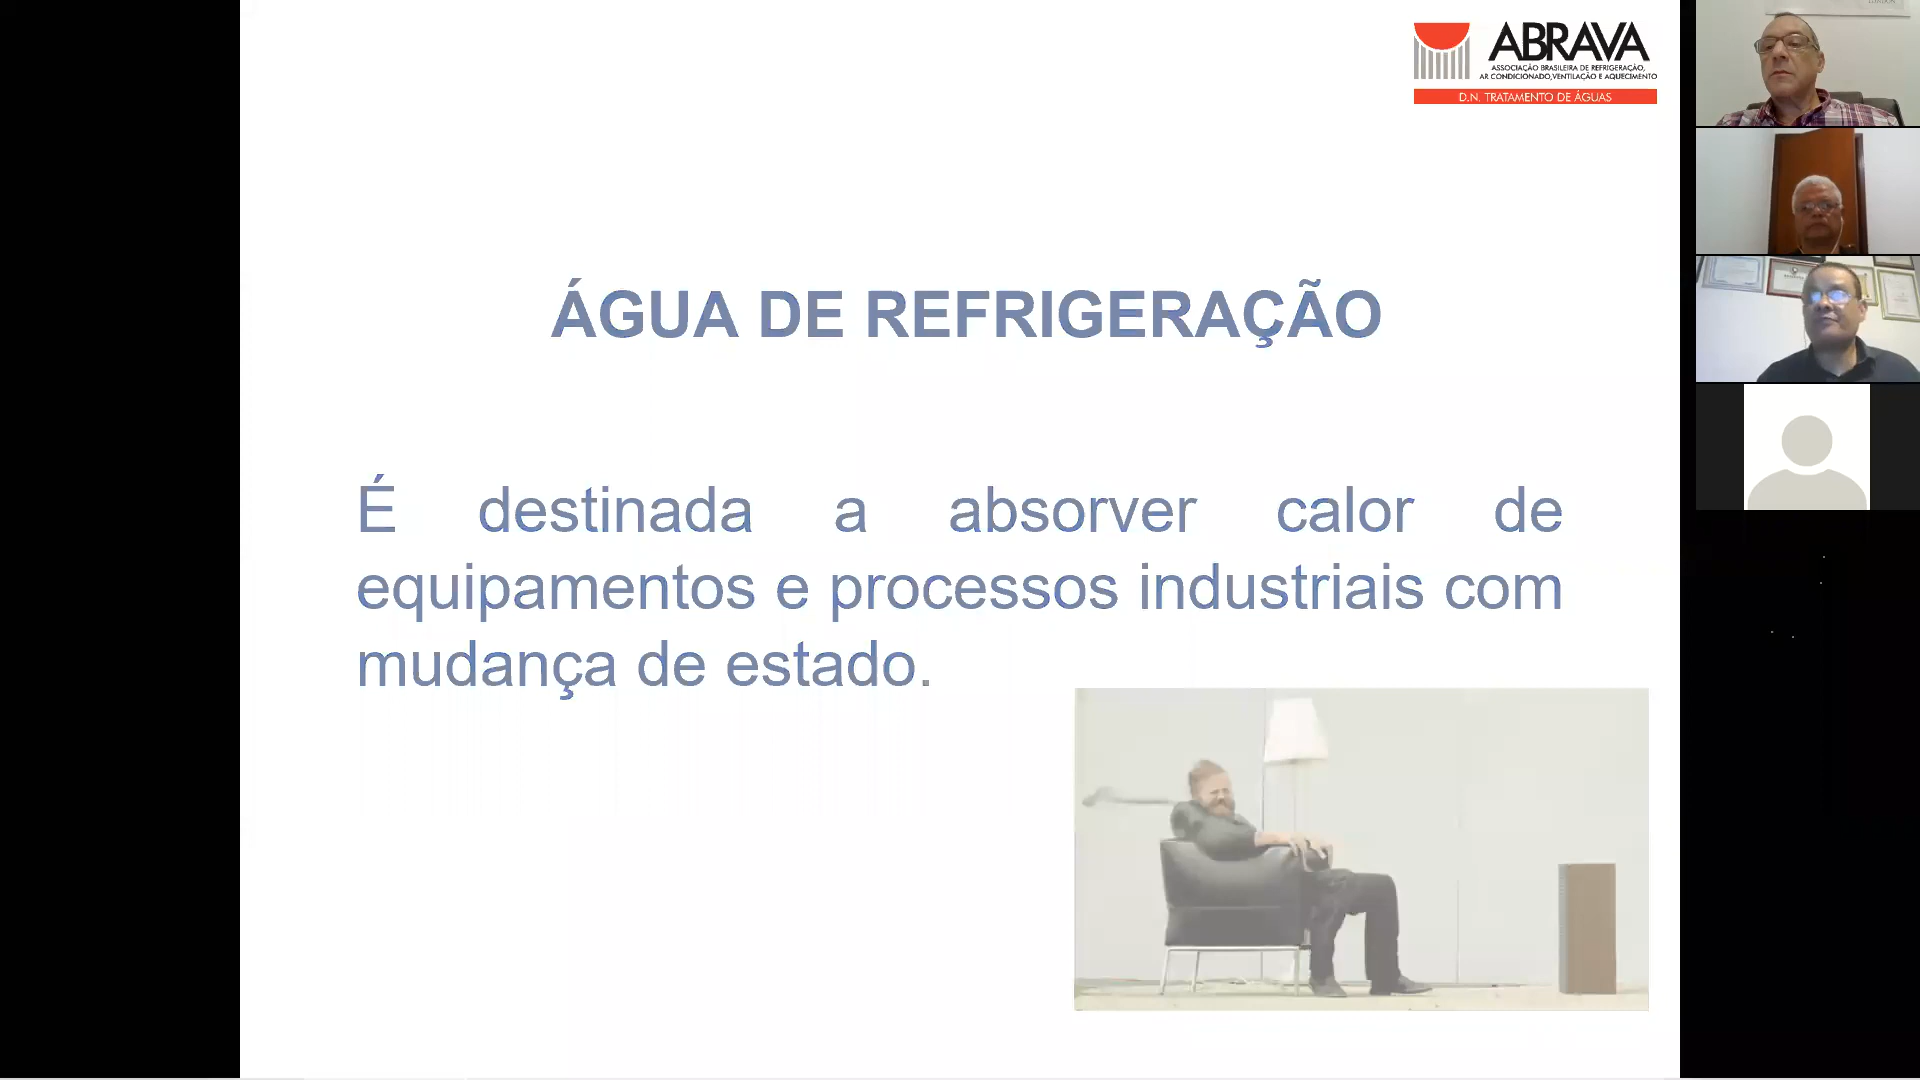 ABRAVA
ASSOCIAÇÃO BRASILEIRA DE REFRIGERAÇÃO,
AR CONDICIONADO, VENTILAÇÃO E AQUECIMENTO
D.N. TRATAMENTO DE ÁGUAS
LONDON
ÁGUA DE REFRIGERAÇÃO
É destinada a absorver calor de
equipamentos e processos industriais com
mudança de estado.